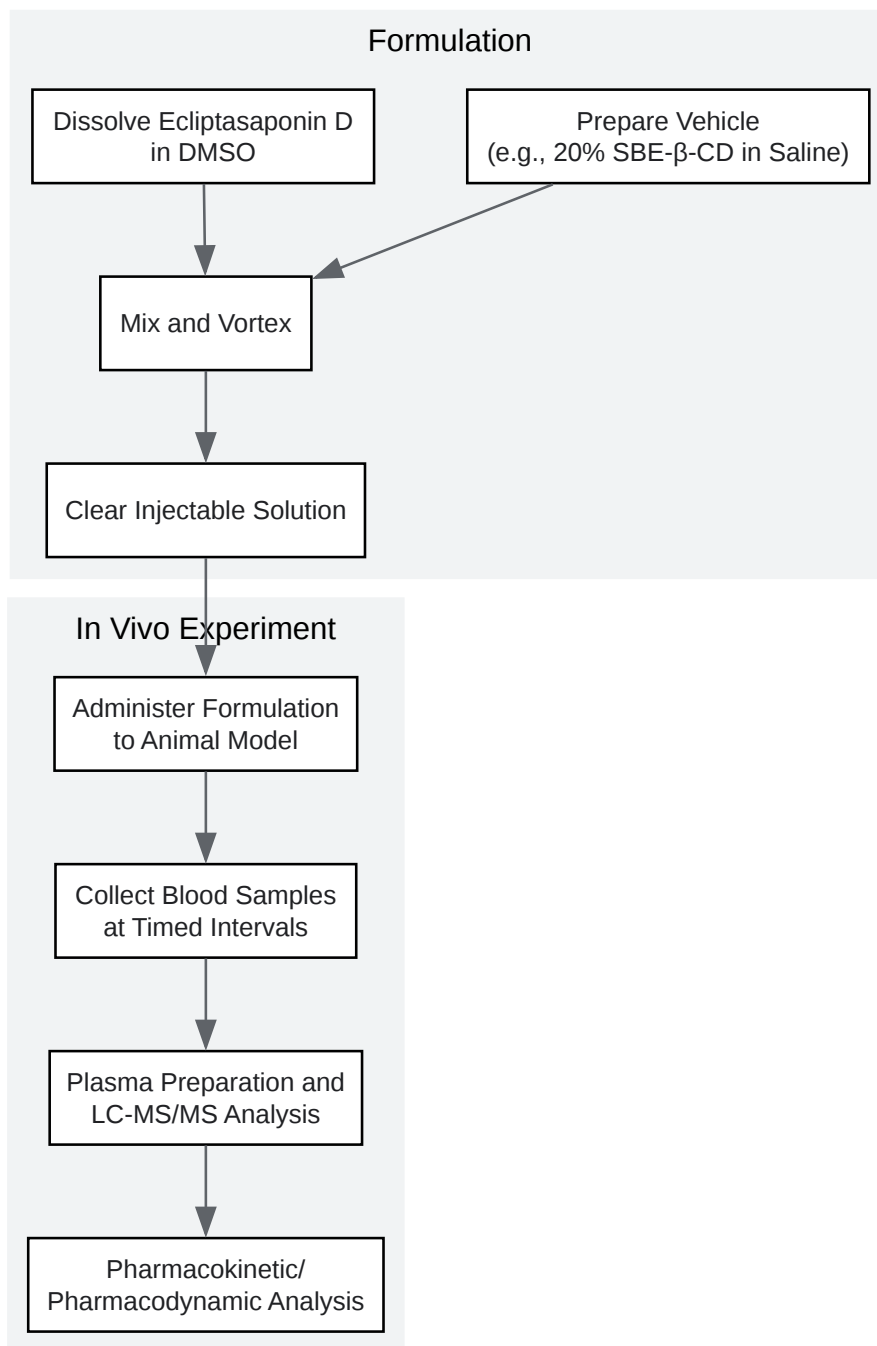 Formulation
Dissolve Ecliptasaponin D
in DMSO
Prepare Vehicle
(e.g., 20% SBE-β-CD in Saline)
Mix and Vortex
Clear Injectable Solution
In Vivo Experiment
Administer Formulation
to Animal Model
Collect Blood Samples
at Timed Intervals
Plasma Preparation and
LC-MS/MS Analysis
Pharmacokinetic/
Pharmacodynamic Analysis